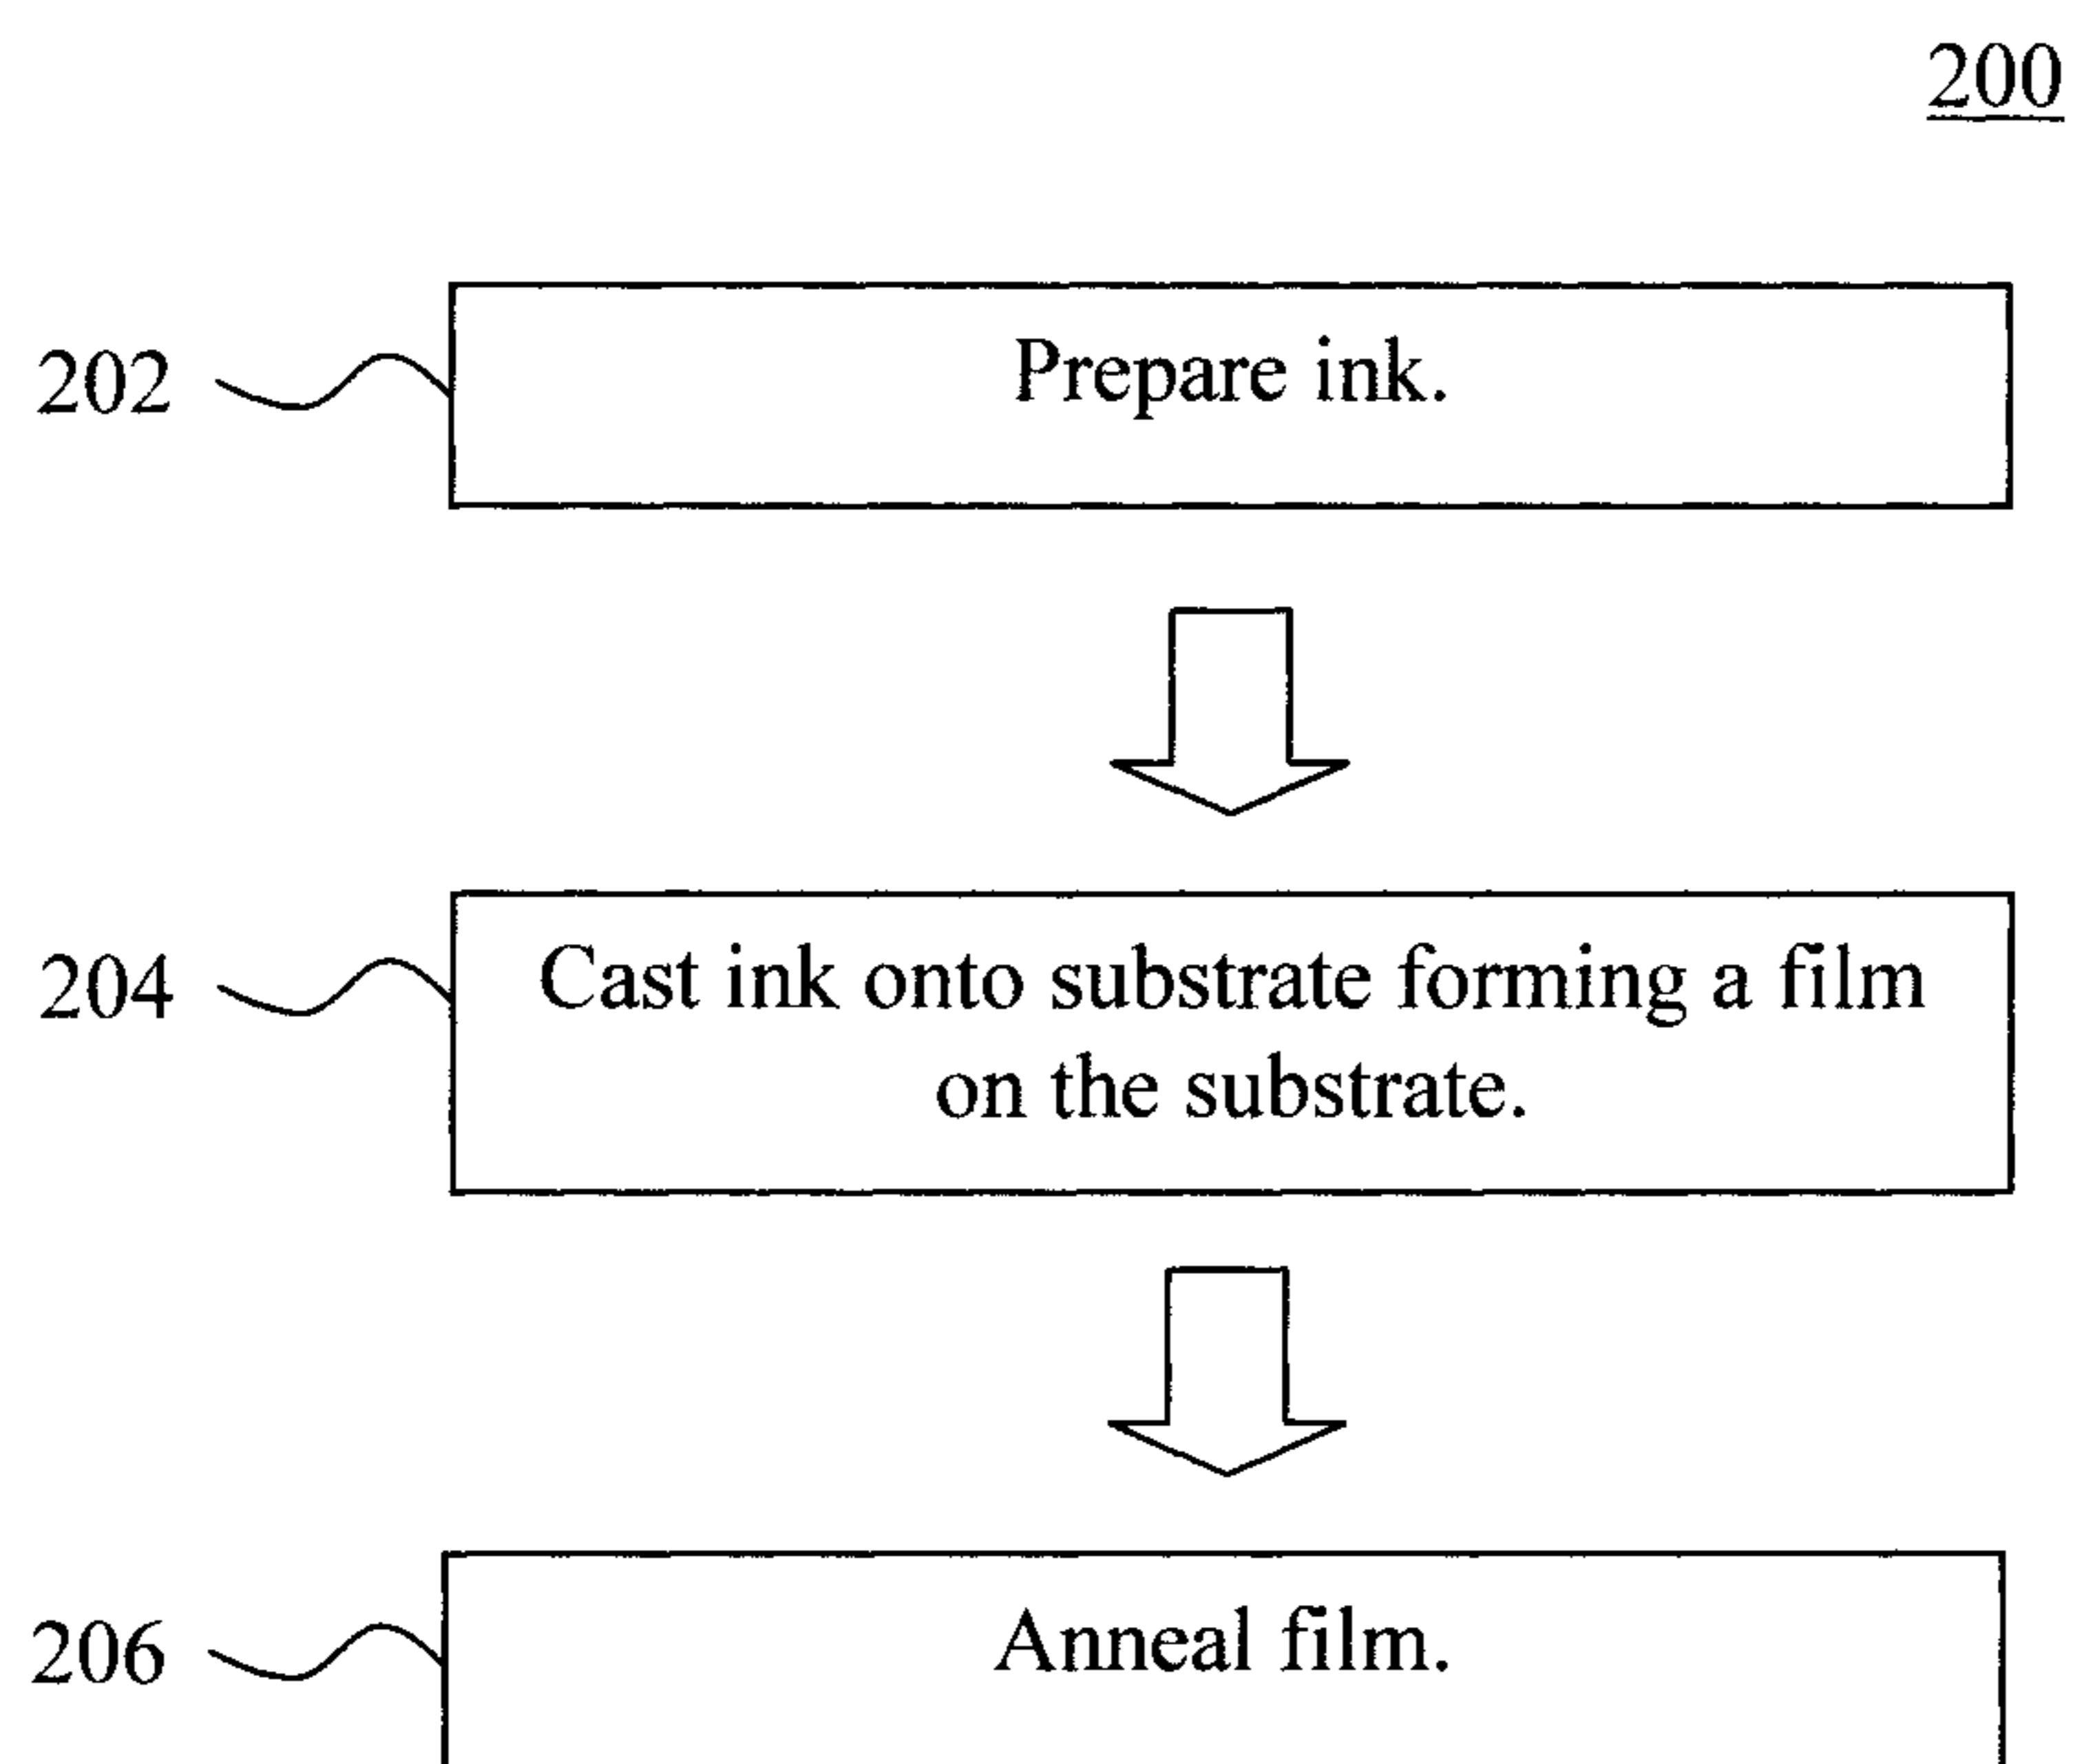 200
202
Prepare ink.
204
Cast ink onto substrate forming a film
on the substrate.
206
Anneal film.